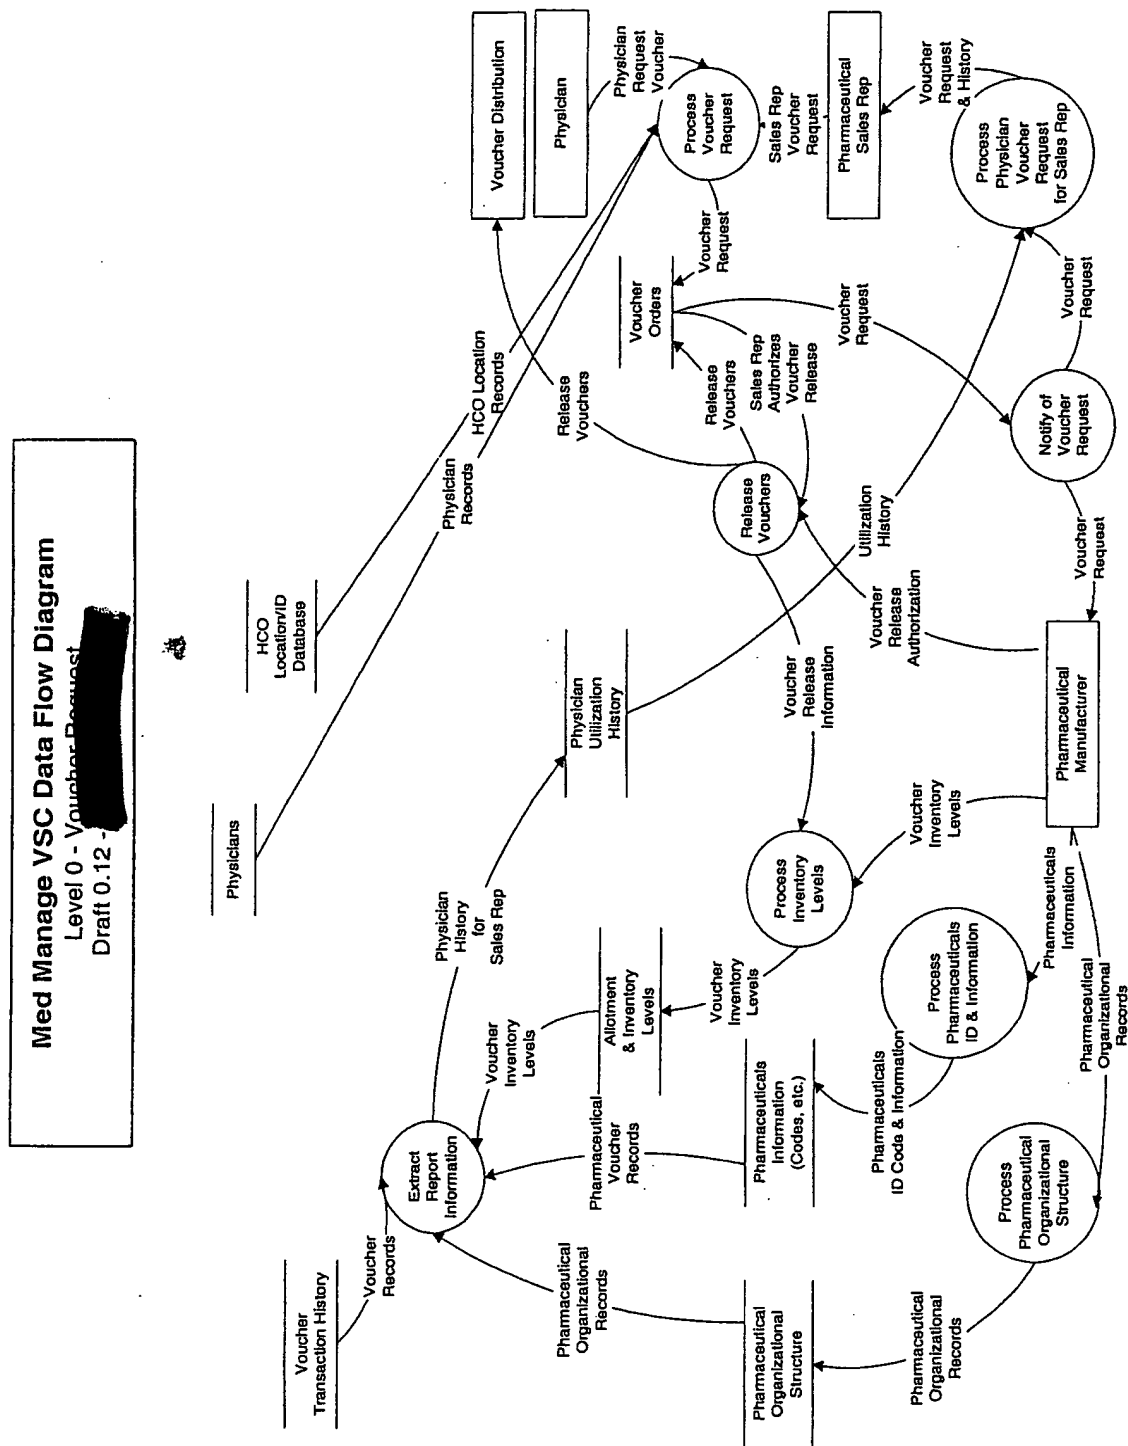 Med Manage VSC Data Flow Diagram
Level 0 - Voucher Request
Draft 0.12 -
Physicians
HCO
Location/ID
Database
Voucher
Transaction History
Voucher
Records
Extract
Report
Information
Physician
History
for
Sales Rep
Physician
Records
HCO Location
Records
Voucher Distribution
Physician
Physician
Request
Voucher
Pharmaceutical
Organizational
Records
Pharmaceutical
Voucher
Records
Voucher
Inventory
Levels
Allotment
& Inventory
Levels
Physician
Utilization
History
Release
Vouchers
Voucher
Orders
Process
Voucher
Request
Voucher
Request
Release
Vouchers
Sales Rep
Authorizes
Voucher
Release
Sales Rep
Voucher
Request
Release
Vouchers
Voucher
Inventory
Levels
Pharmaceutical
Organizational
Structure
Pharmaceuticals
Information
(Codes, etc.)
Process
Inventory
Levels
Voucher
Release
Information
Voucher
Request
Pharmaceutical
Sales Rep
Pharmaceuticals
ID Code & Information
Voucher
Release
Authorization
Utilization
History
Pharmaceutical
Organizational
Records
Process
Pharmaceuticals
ID & Information
Voucher
Inventory
Levels
Voucher
Request
& History
Process
Pharmaceutical
Organizational
Structure
Pharmaceuticals
Information
Pharmaceutical
Manufacturer
Voucher
Request
Notify of
Voucher
Request
Voucher
Request
Process
Physician
Voucher
Request
for Sales Rep
Pharmaceutical
Organizational
Records